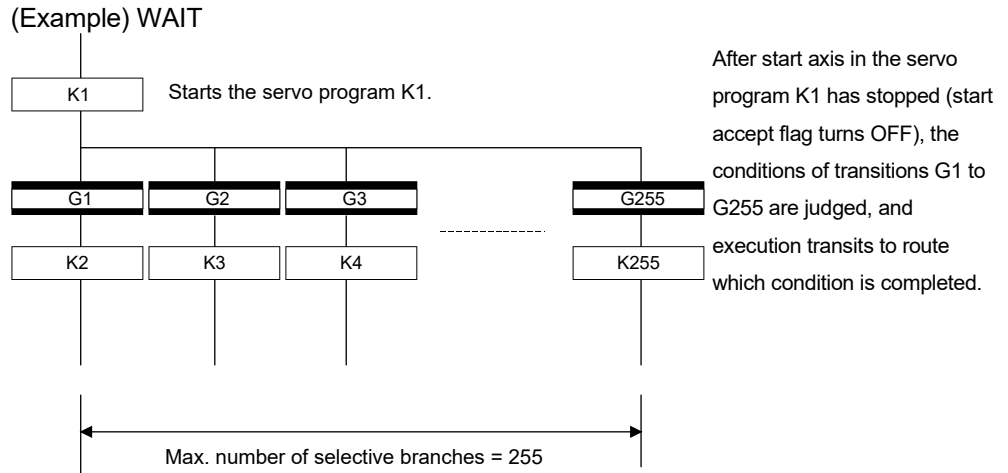 (Example) WAIT
K1
Starts the servo program K1.
After start axis in the servo
program K1 has stopped (start
accept flag turns OFF), the
conditions of transitions G1 to
G255 are judged, and
execution transits to route
which condition is completed.
G1 G2 G3 G255
K2 K3 K4 K255
Max. number of selective branches = 255